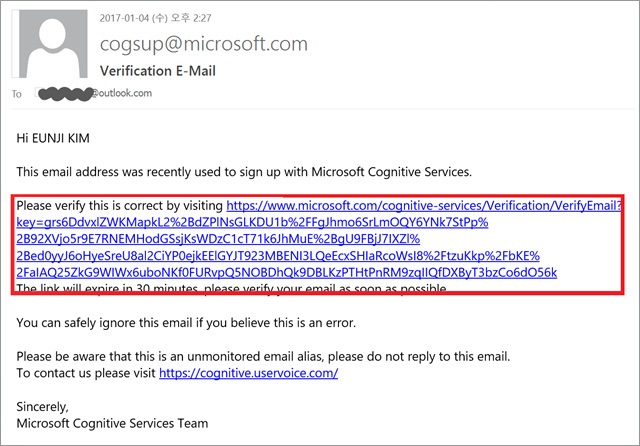 2017-01-04 (수) 오후 2:27
cogsup@microsoft.com
Verification E-Mail
To @outlook.com
Hi EUNJI KIM
This email address was recently used to sign up with Microsoft Cognitive Services.
Please verify this is correct by visiting https://www.microsoft.com/cognitive-services/Verification/VerifyEmail?
key=grs6DdvxlZWKMapkL2%2BdZPlNsGLKDU1b%2FFgJhmo6SrLmOQY6YNk7StPp%
2B92XVjo5r9E7RNEMHodGSsjKsWDzC1cT71k6JhMuE%2BgU9FBjJ7IXZl%
2Bed0yyJ6oHyeSreU8al2CiYP0ejkEElGYJT923MBENI3LQeEcxSHIaRcoWsI8%2FtzuKkp%2FbKE%
2FaIAQ25ZkG9WIWx6uboNKf0FURvpQ5NOBDhQk9DBLKzPTHtPnRM9zqIIQfDXByT3bzCo6dO56k
The link will expire in 30 minutes, please verify your email as soon as possible
You can safely ignore this email if you believe this is an error.
Please be aware that this is an unmonitored email alias, please do not reply to this email.
To contact us please visit https://cognitive.uservoice.com/
Sincerely,
Microsoft Cognitive Services Team